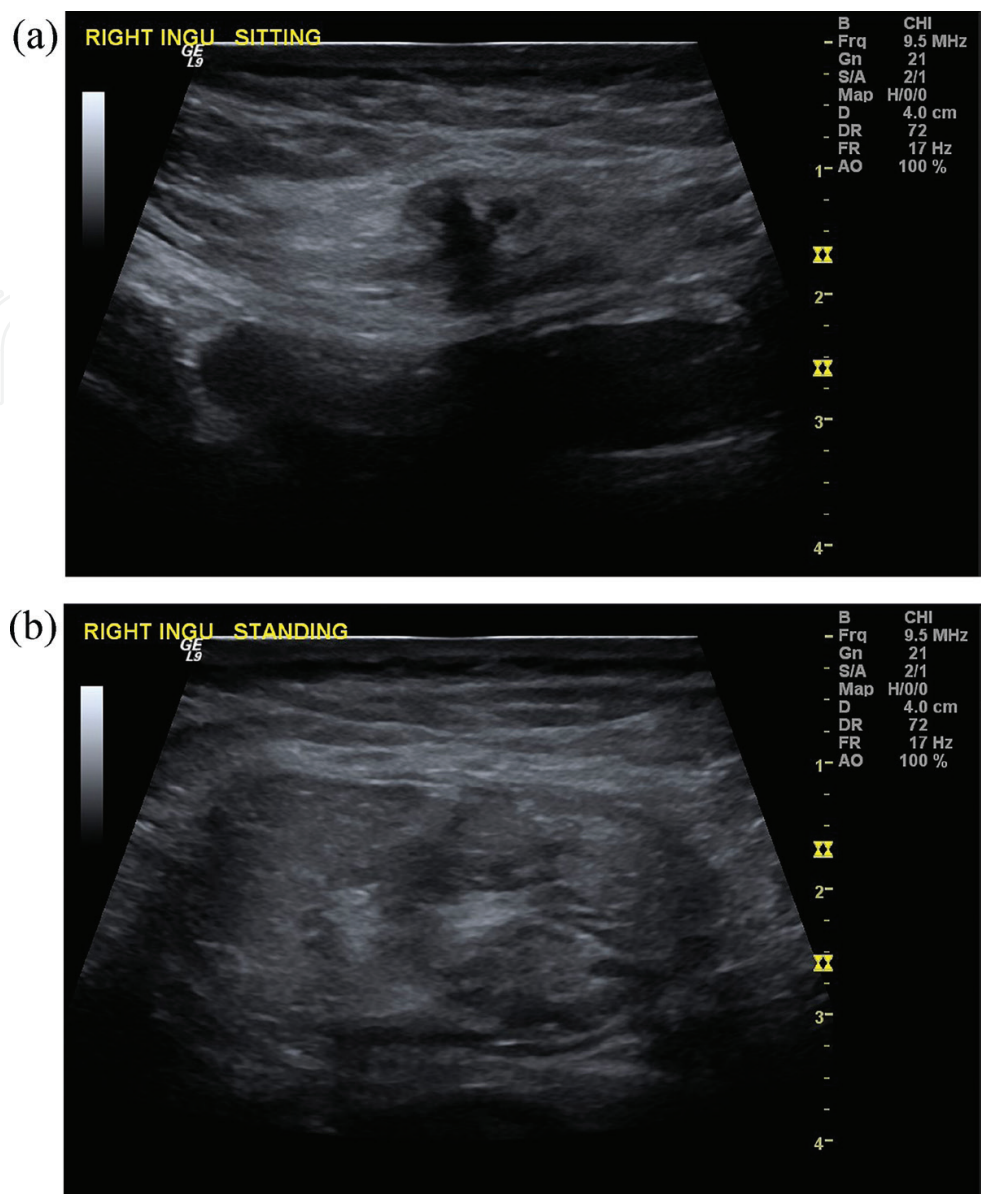 (a)
RIGHT INGU SITTING
GE
L9
B CHI
Frq 9.5 MHz
Gn 21
S/A 2/1
Map H/0/0
D 4.0 cm
DR 72
FR 17 Hz
AO 100 %
1
2
3
4
(b)
RIGHT INGU STANDING
GE
L9
B CHI
Frq 9.5 MHz
Gn 21
S/A 2/1
Map H/0/0
D 4.0 cm
DR 72
FR 17 Hz
AO 100 %
1
2
3
4